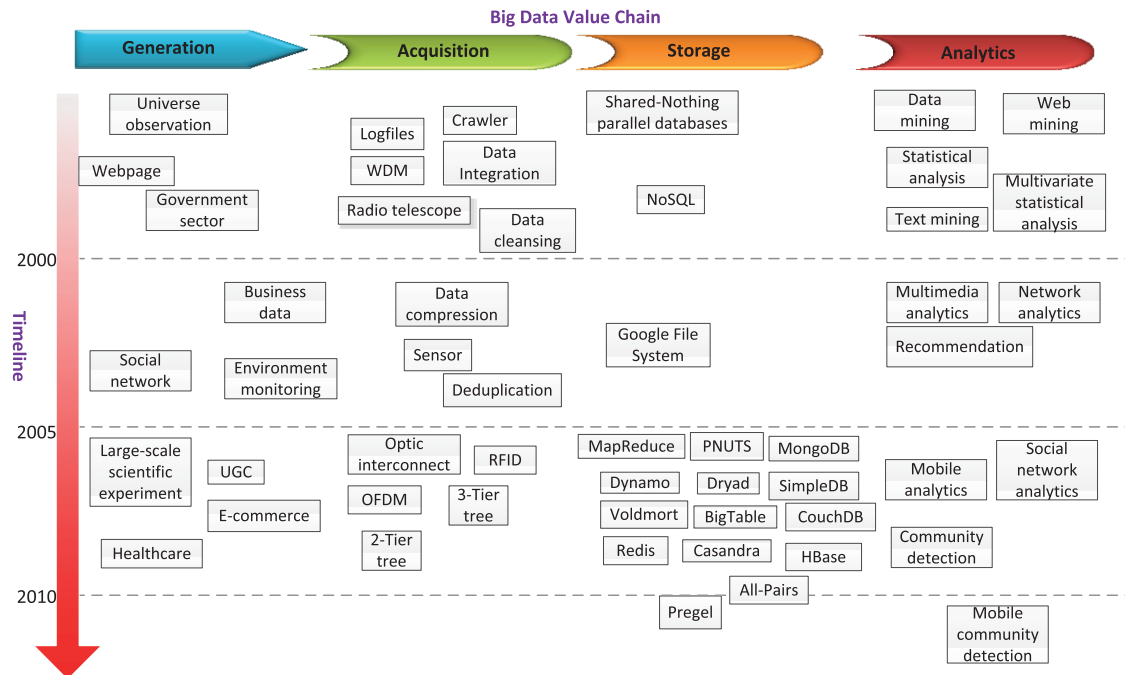 Big Data Value Chain
Generation
Acquisition
Storage
Analytics
Timeline
Universe
observation
Webpage
Government
sector
Logfiles
Crawler
WDM
Data
Integration
Radio telescope
Data
cleansing
Shared-Nothing
parallel databases
NoSQL
Data
mining
Web
mining
Statistical
analysis
Multivariate
statistical
analysis
Text mining
2000
Business
data
Social
network
Environment
monitoring
Data
compression
Sensor
Deduplication
Google File
System
Multimedia
analytics
Network
analytics
Recommendation
2005
Large-scale
scientific
experiment
UGC
E-commerce
Healthcare
Optic
interconnect
RFID
OFDM
3-Tier
tree
2-Tier
tree
MapReduce
PNUTS
MongoDB
Dynamo
Dryad
SimpleDB
Voldmort
BigTable
CouchDB
Redis
Casandra
HBase
All-Pairs
Mobile
analytics
Social
network
analytics
Community
detection
2010
Pregel
Mobile
community
detection